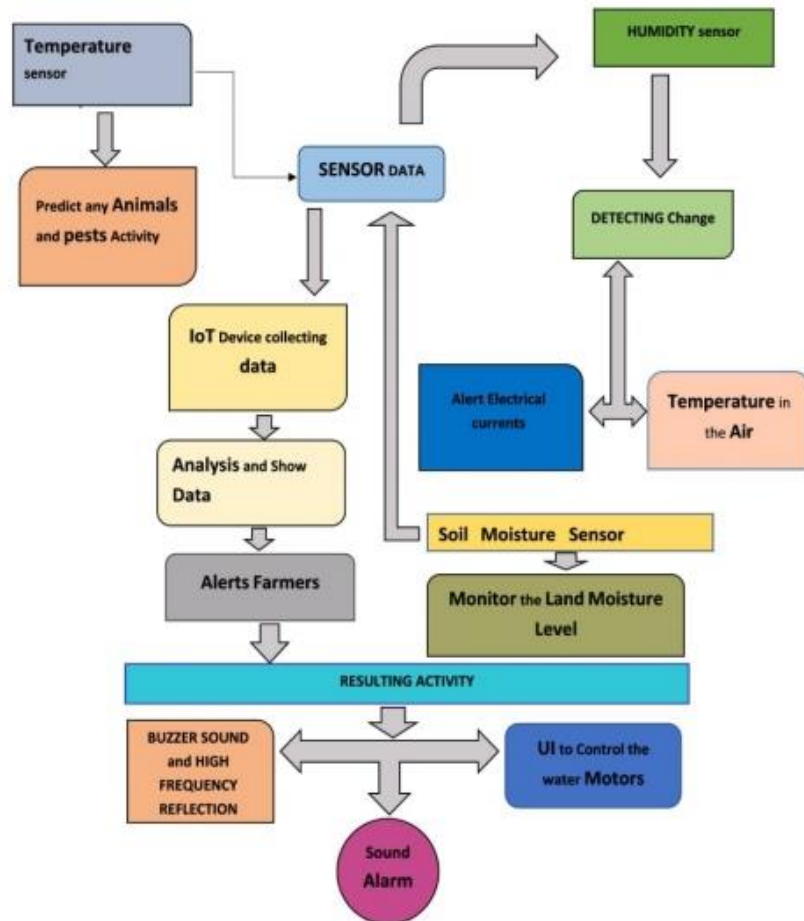 Temperature
sensor
HUMIDITY sensor
SENSOR DATA
Predict any Animals
and pests Activity
DETECTING Change
IoT Device collecting
data
Alert Electrical
currents
Temperature in
the Air
Analysis and Show
Data
Soil Moisture Sensor
Alerts Farmers
Monitor the Land Moisture
Level
RESULTING ACTIVITY
BUZZER SOUND
and HIGH
FREQUENCY
REFLECTION
UI to Control the
water Motors
Sound
Alarm